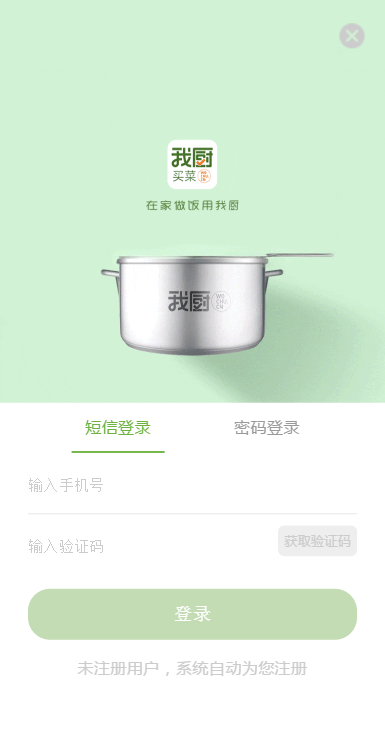 我厨
买菜
在家做饭用我厨
我厨
短信登录
密码登录
输入手机号
输入验证码
获取验证码
登录
未注册用户，系统自动为您注册